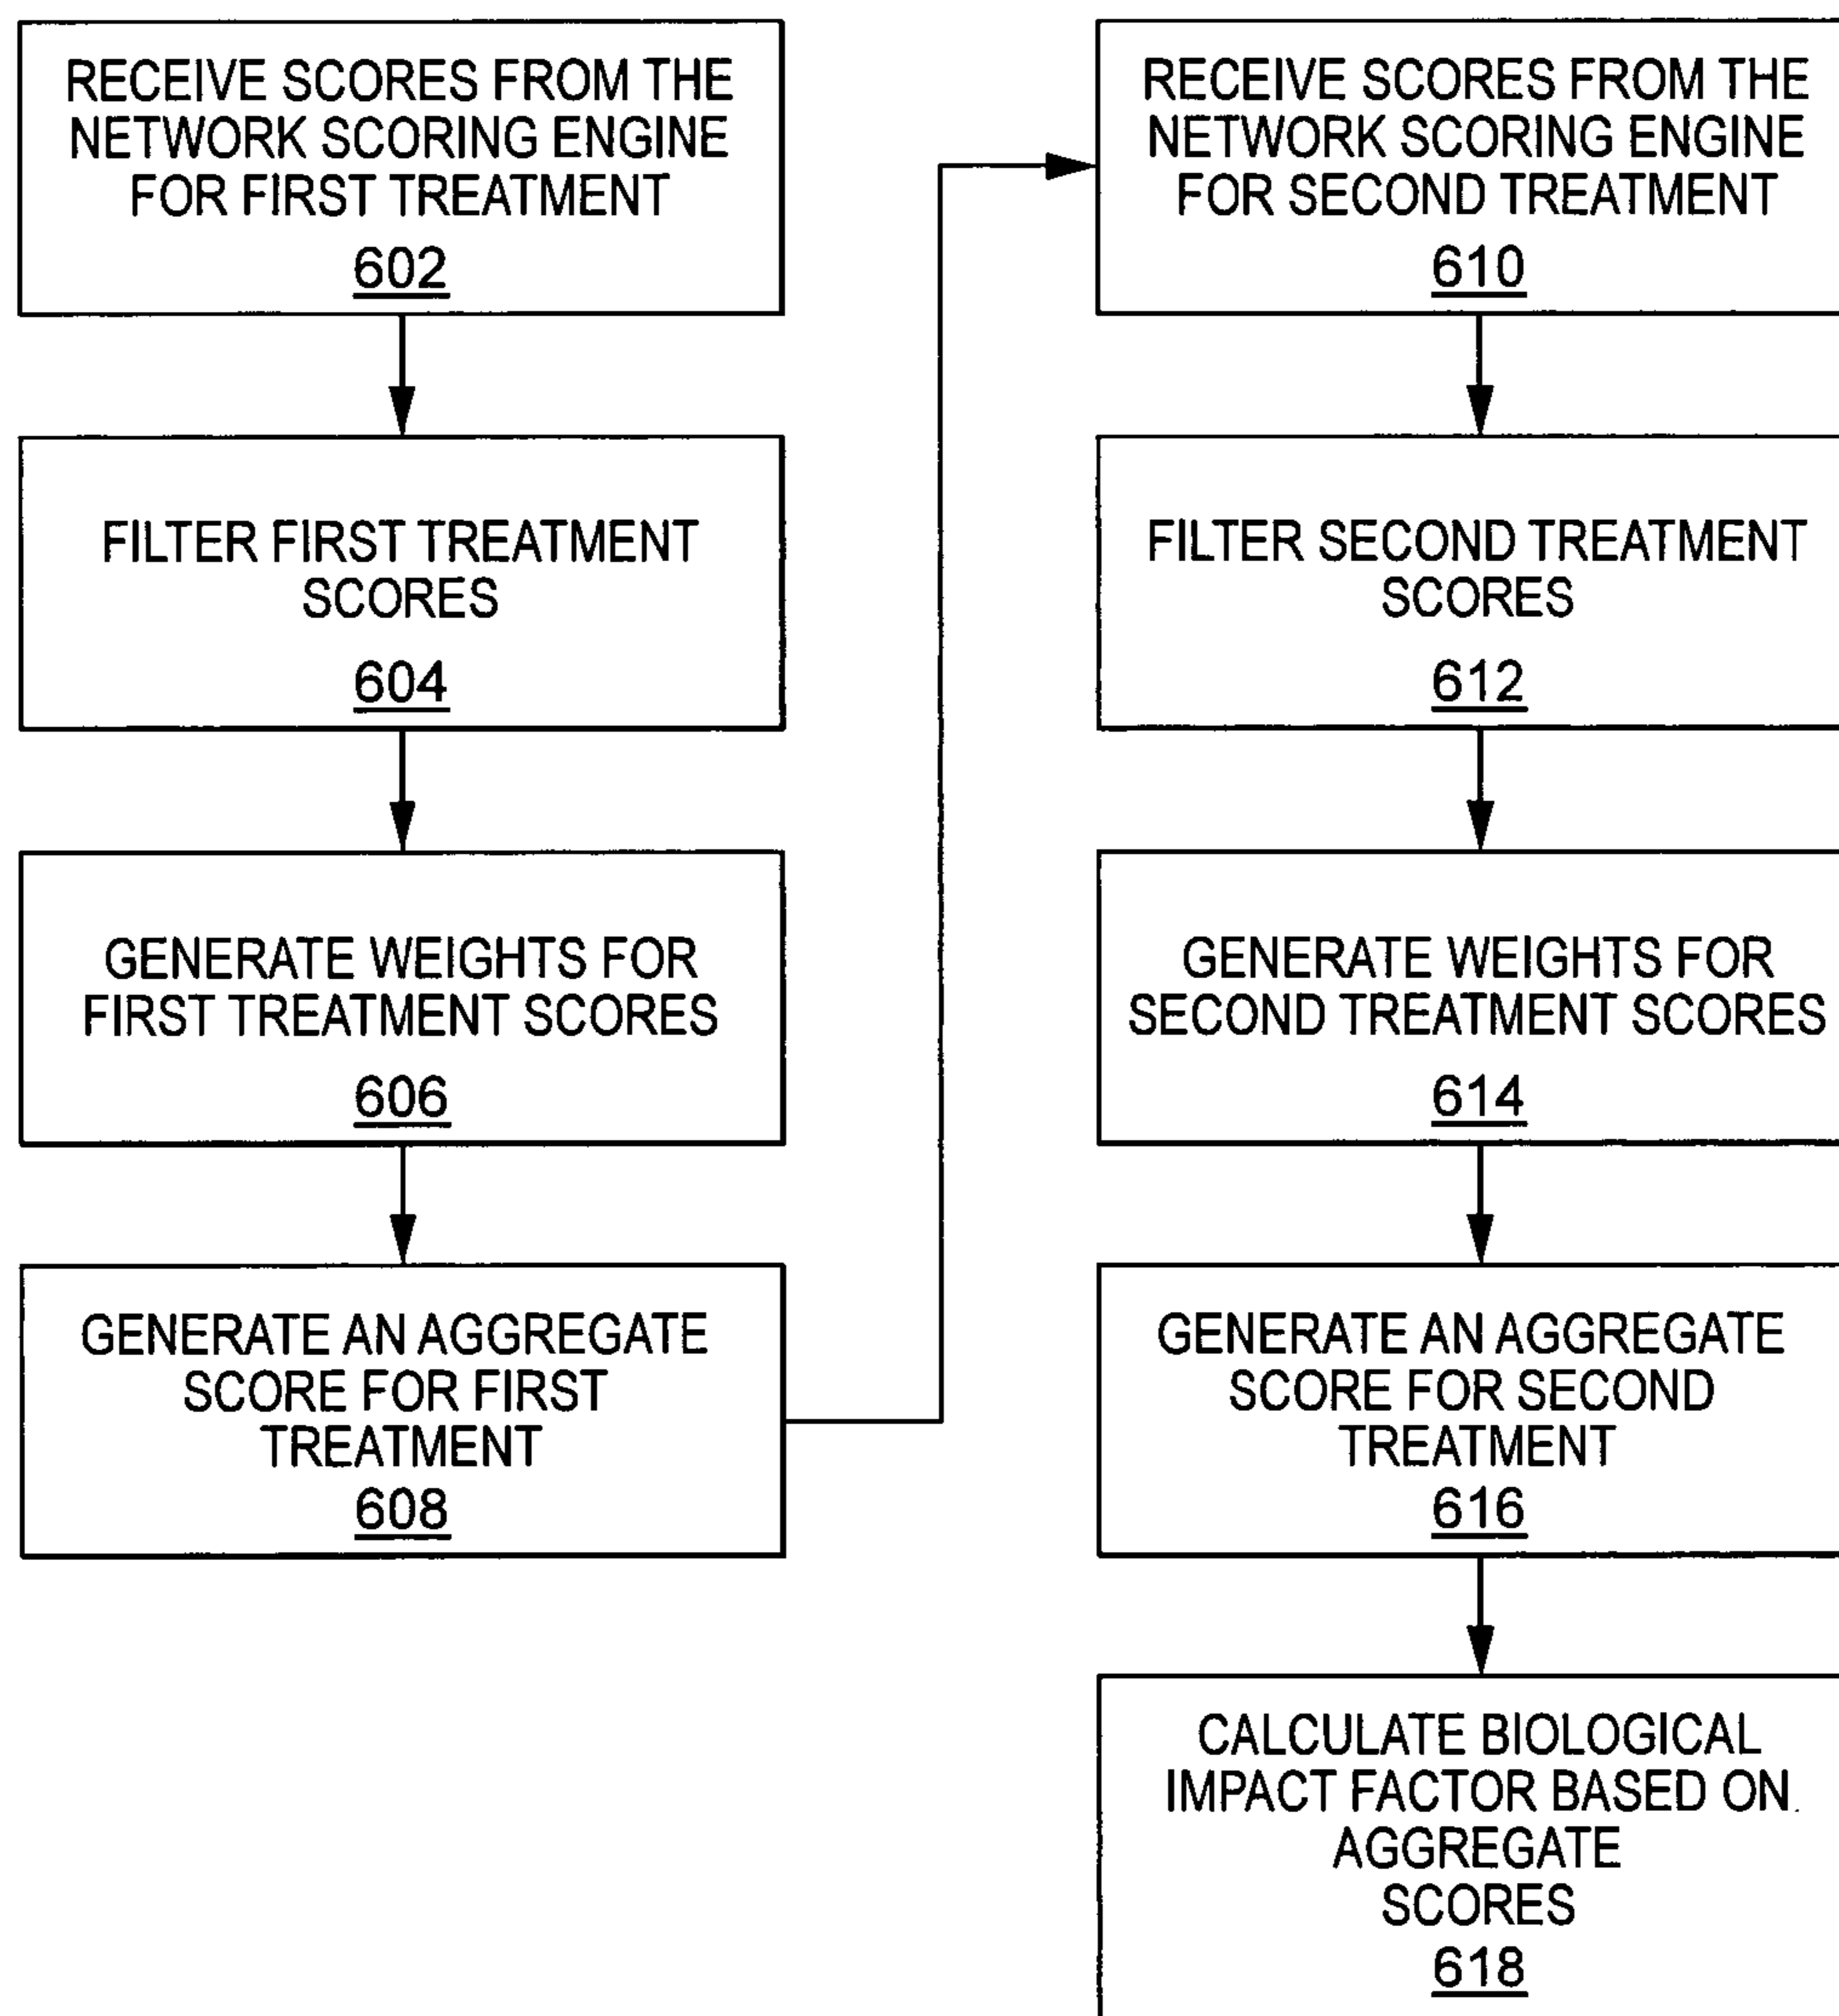 RECEIVE SCORES FROM THE
NETWORK SCORING ENGINE
FOR FIRST TREATMENT
602
FILTER FIRST TREATMENT
SCORES
604
GENERATE WEIGHTS FOR
FIRST TREATMENT SCORES
606
GENERATE AN AGGREGATE
SCORE FOR FIRST
TREATMENT
608
RECEIVE SCORES FROM THE
NETWORK SCORING ENGINE
FOR SECOND TREATMENT
610
FILTER SECOND TREATMENT
SCORES
612
GENERATE WEIGHTS FOR
SECOND TREATMENT SCORES
614
GENERATE AN AGGREGATE
SCORE FOR SECOND
TREATMENT
616
CALCULATE BIOLOGICAL
IMPACT FACTOR BASED ON
AGGREGATE
SCORES
618